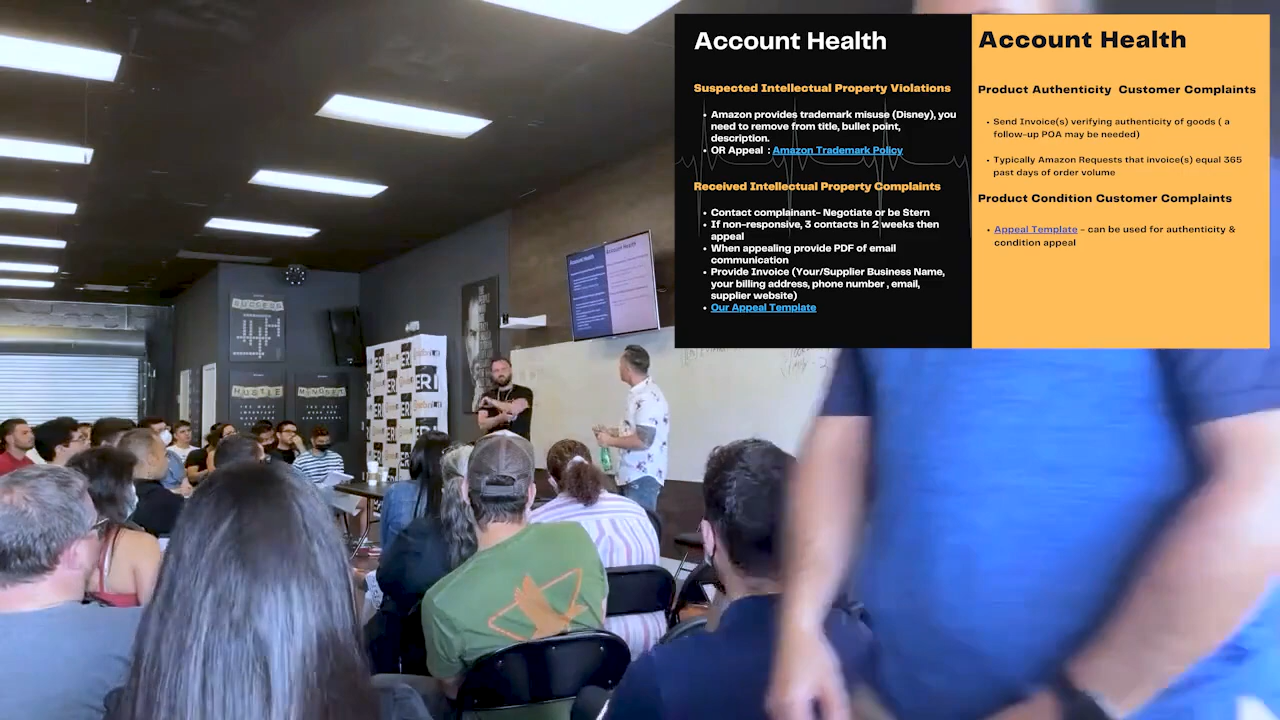 Account Health
Suspected Intellectual Property Violations
• Amazon provides trademark misuse (Disney), you
need to remove from title, bullet point,
description.
• OR Appeal : Amazon Trademark Policy
Received Intellectual Property Complaints
• Contact complainant- Negotiate or be Stern
• If non-responsive, 3 contacts in 2 weeks then
appeal
• When appealing provide PDF of email
communication
• Provide Invoice (Your/Supplier Business Name,
your billing address, phone number , email,
supplier website)
• Our Appeal Template
Account Health
Product Authenticity Customer Complaints
• Send Invoice(s) verifying authenticity of goods ( a
follow-up POA may be needed)
• Typically Amazon Requests that invoice(s) equal 365
past days of order volume
Product Condition Customer Complaints
• Appeal Template - can be used for authenticity &
condition appeal
SUCCESS
HUSTLE
MINDSET
THE MOST
IMPORTANT
Account Health
Account Health